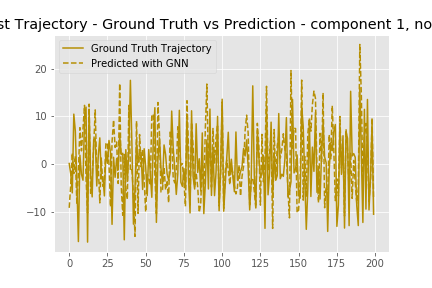 st Trajectory - Ground Truth vs Prediction - component 1, no
Ground Truth Trajectory
Predicted with GNN
20
10
0
−10
0 25 50 75 100 125 150 175 200